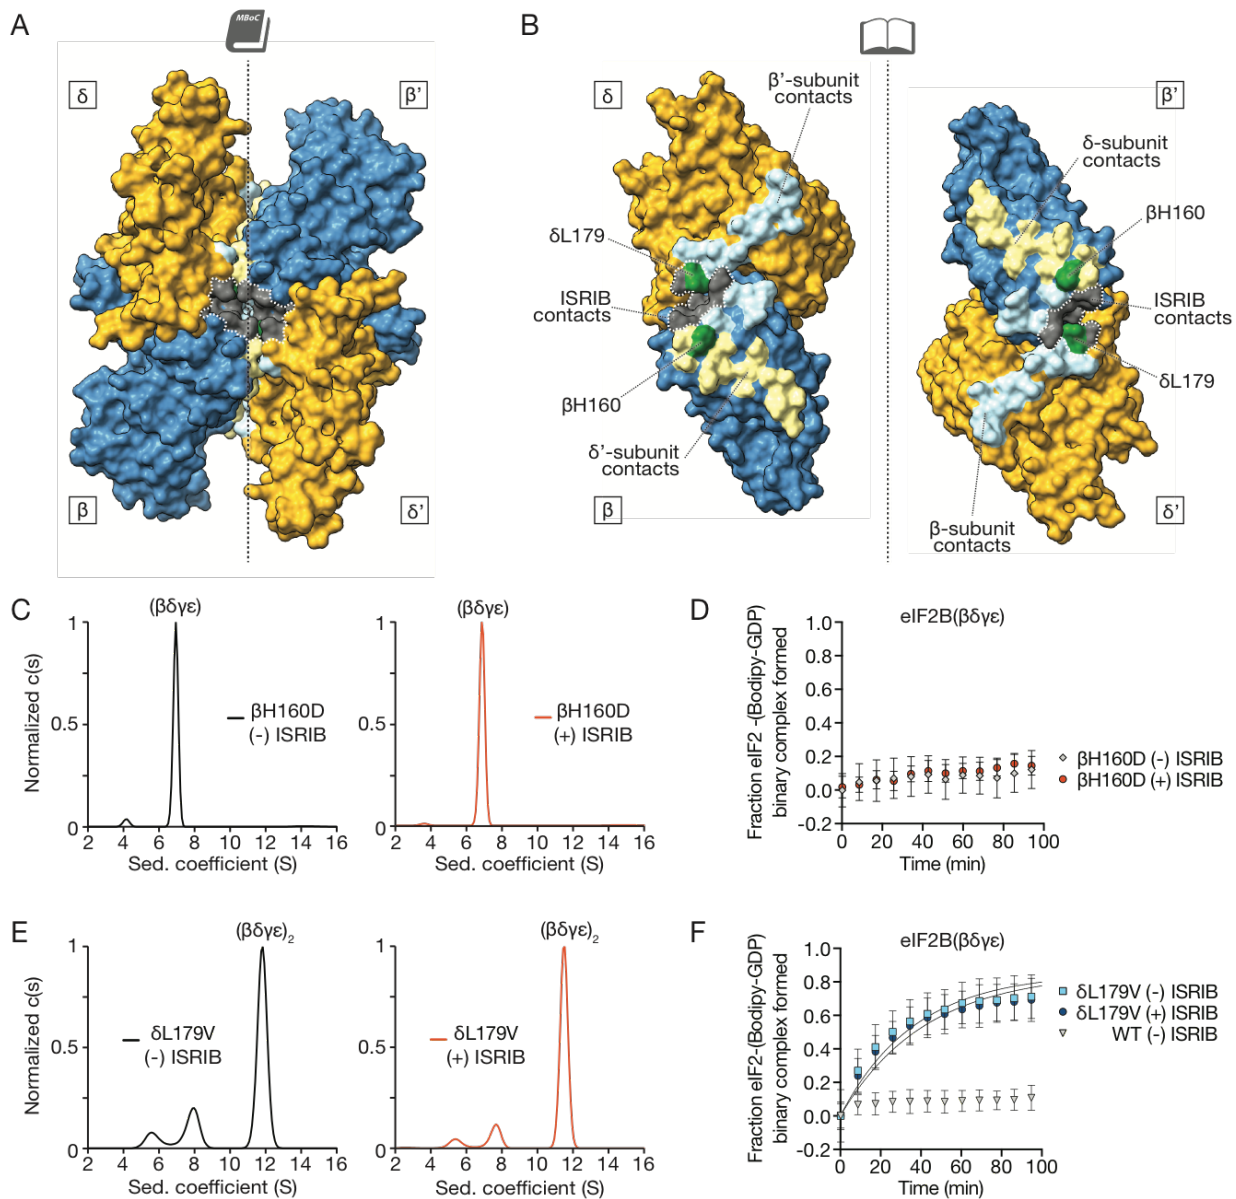 A
MBoC
δ
β'
B
δ
β'-subunit
contacts
δL179
ISRIB
contacts
βH160
δ'-subunit
contacts
β
β'
δ-subunit
contacts
βH160
ISRIB
contacts
δL179
β-subunit
contacts
δ'
β
δ'
C
(βδγε)
Normalized c(s)
1
0.5
0
βH160D
(-) ISRIB
2 4 6 8 10 12 14 16
Sed. coefficient (S)
(βδγε)
1
0.5
0
βH160D
(+) ISRIB
2 4 6 8 10 12 14 16
Sed. coefficient (S)
D
eIF2B(βδγε)
Fraction eIF2 -(Bodipy-GDP)
binary complex formed
1.0
0.8
0.6
0.4
0.2
0.0
-0.2
0 20 40 60 80 100
Time (min)
βH160D (-) ISRIB
βH160D (+) ISRIB
E
(βδγε)₂
Normalized c(s)
1
0.5
0
δL179V
(-) ISRIB
2 4 6 8 10 12 14 16
Sed. coefficient (S)
(βδγε)₂
1
0.5
0
δL179V
(+) ISRIB
2 4 6 8 10 12 14 16
Sed. coefficient (S)
F
eIF2B(βδγε)
Fraction eIF2-(Bodipy-GDP)
binary complex formed
1.0
0.8
0.6
0.4
0.2
0.0
-0.2
0 20 40 60 80 100
Time (min)
δL179V (-) ISRIB
δL179V (+) ISRIB
WT (-) ISRIB